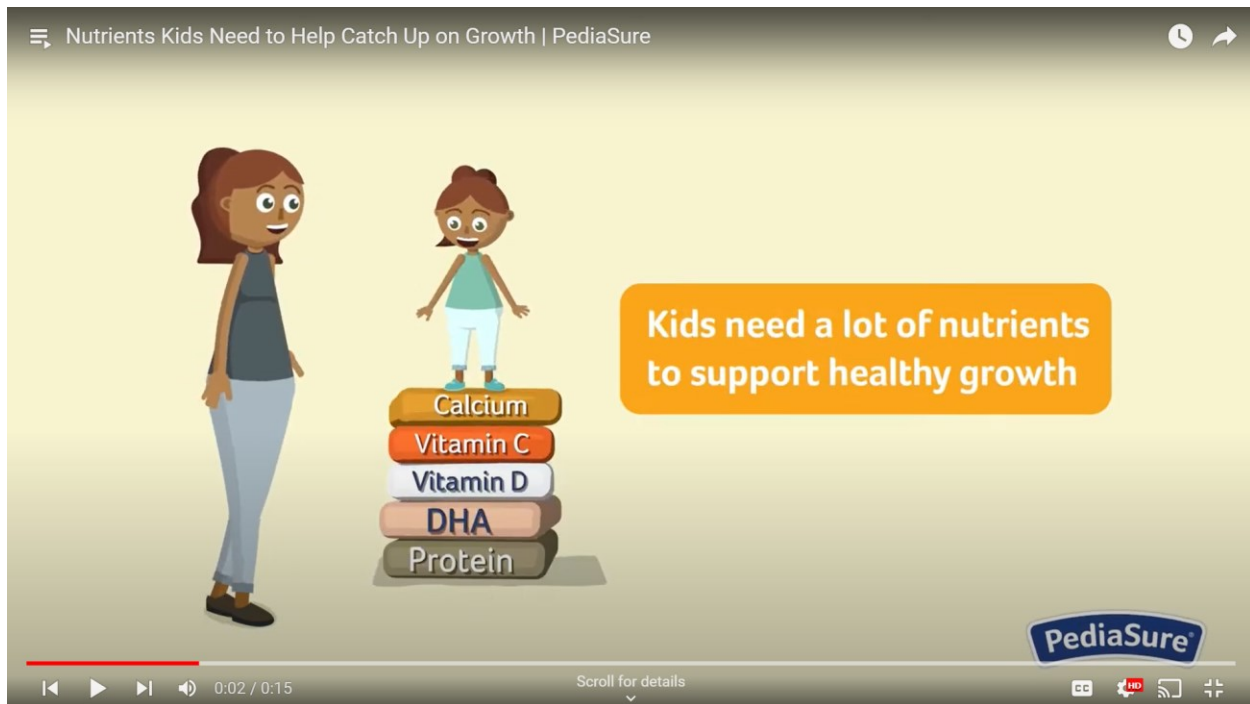 Nutrients Kids Need to Help Catch Up on Growth | PediaSure
Kids need a lot of nutrients
to support healthy growth
Calcium
Vitamin C
Vitamin D
DHA
Protein
PediaSure®
0:02 / 0:15
Scroll for details
CC
HD